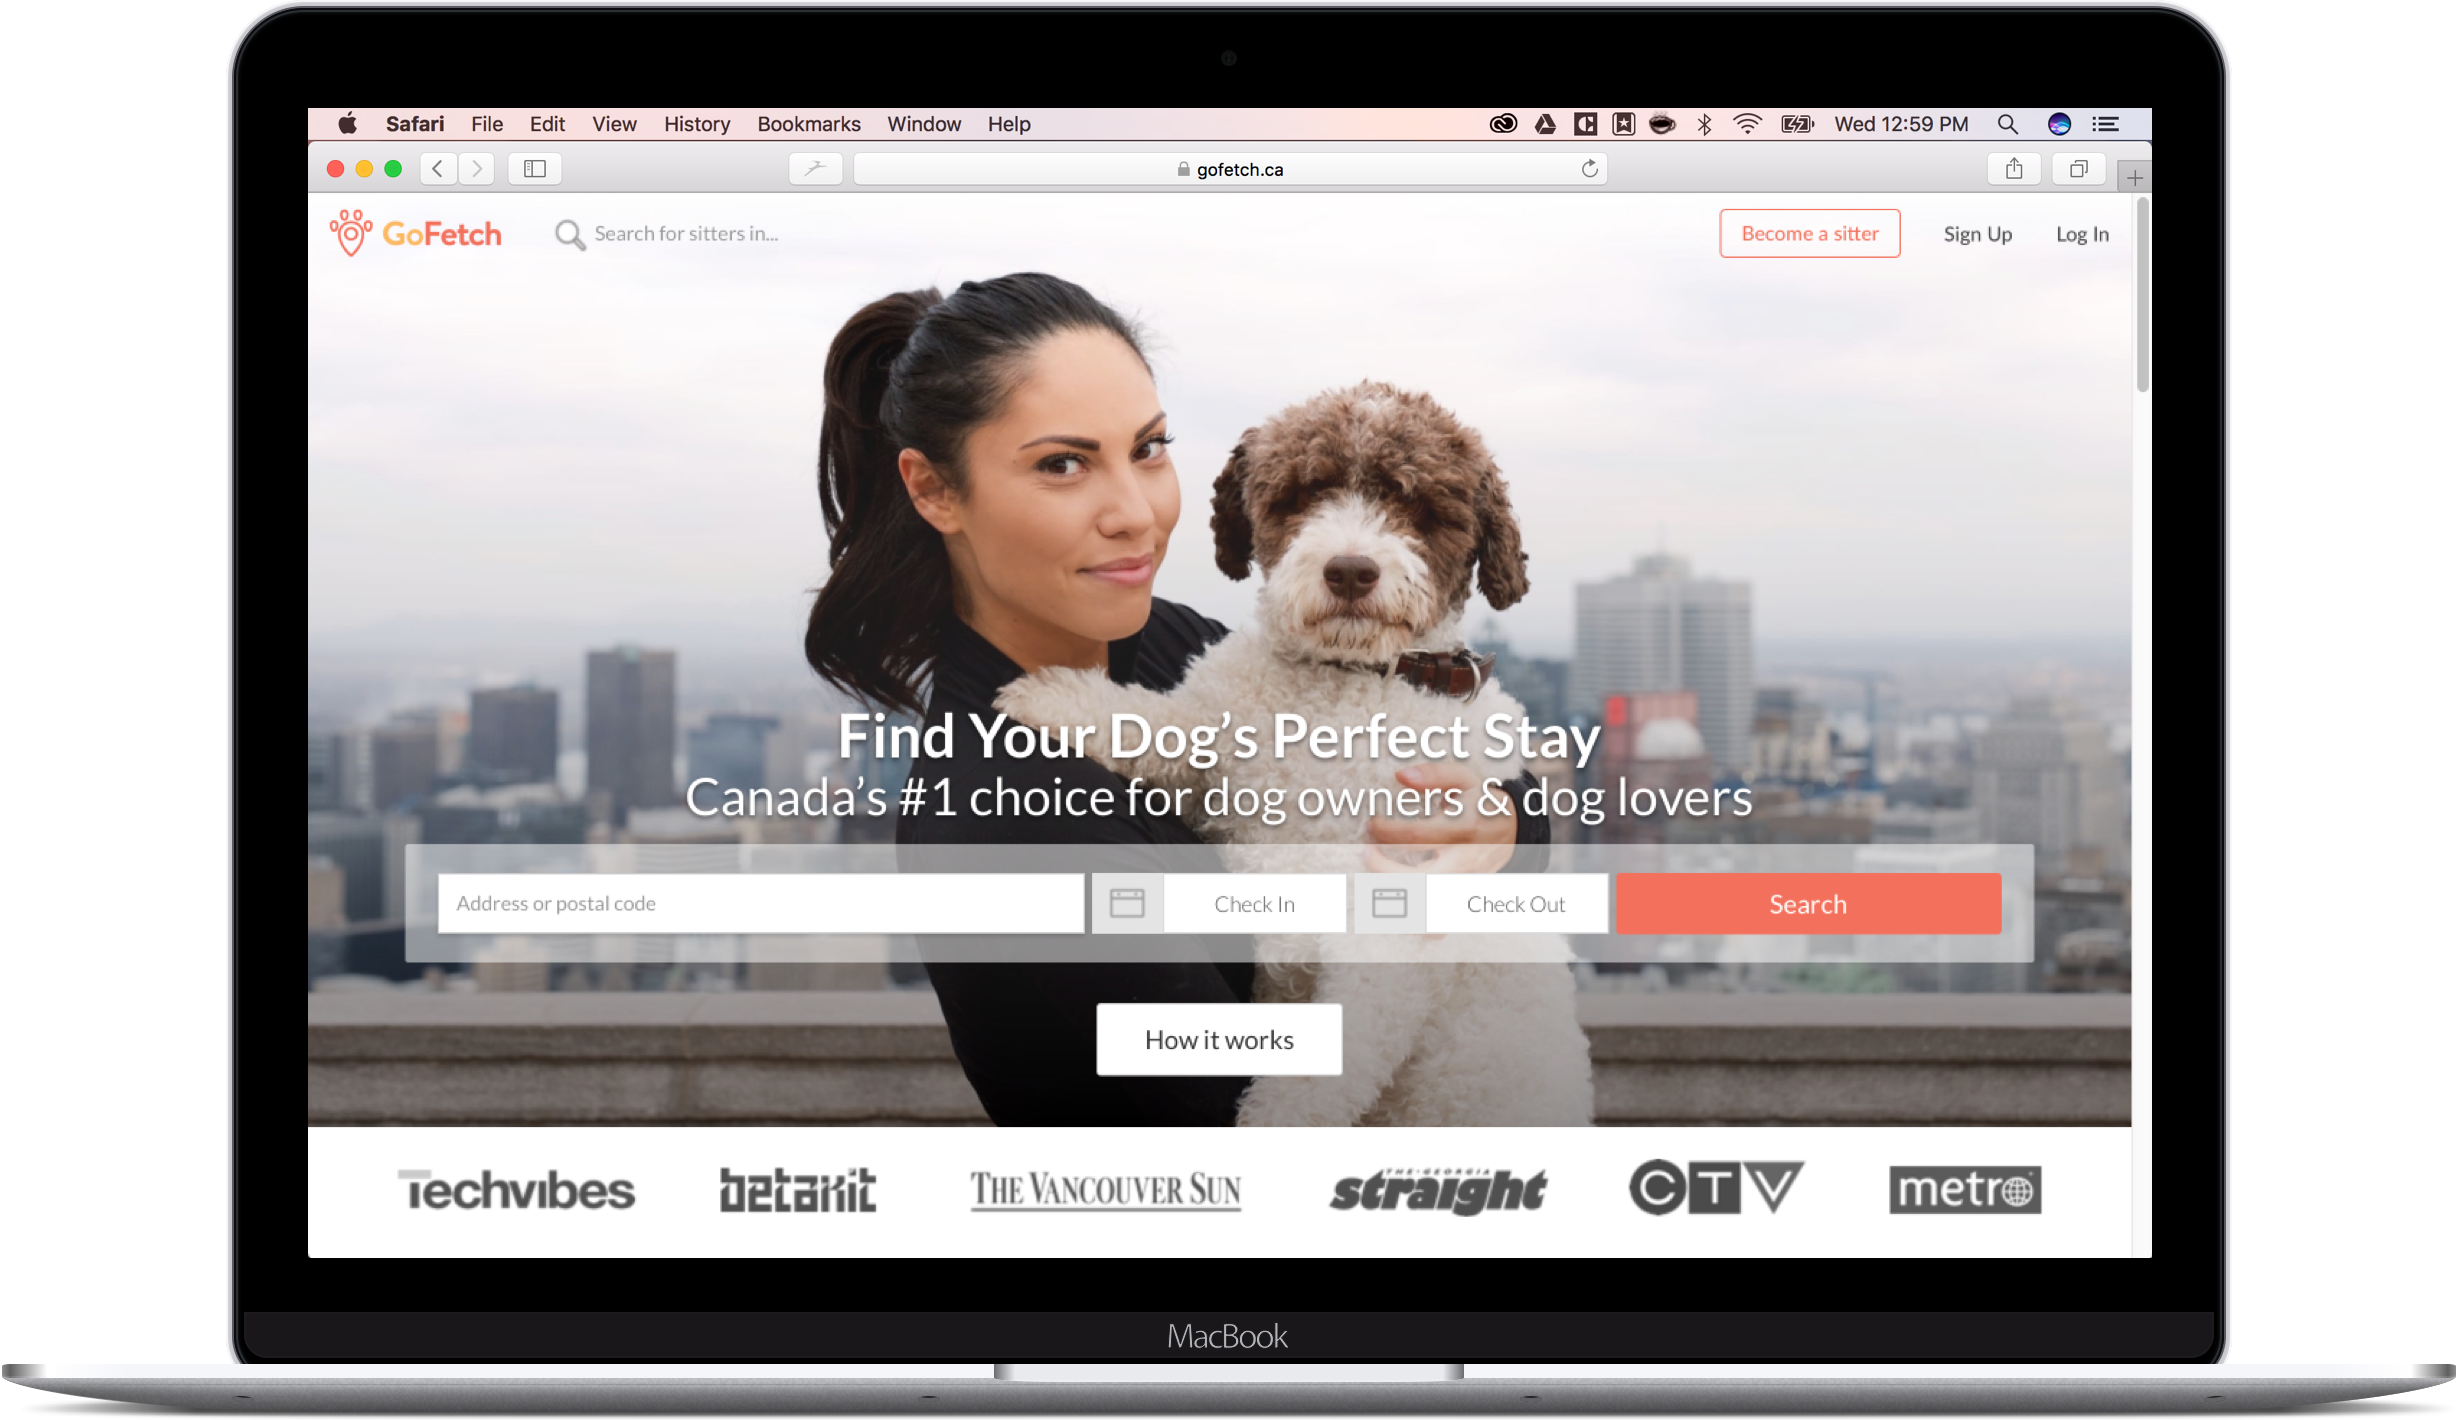 Safari File Edit View History Bookmarks Window Help Wed 12:59 PM
gofetch.ca
GoFetch Search for sitters in... Become a sitter Sign Up Log In
Find Your Dog's Perfect Stay
Canada's #1 choice for dog owners & dog lovers
Address or postal code Check In Check Out Search
How it works
Techvibes betakit THE VANCOUVER SUN THE GEORGIA straight CTV metro
MacBook